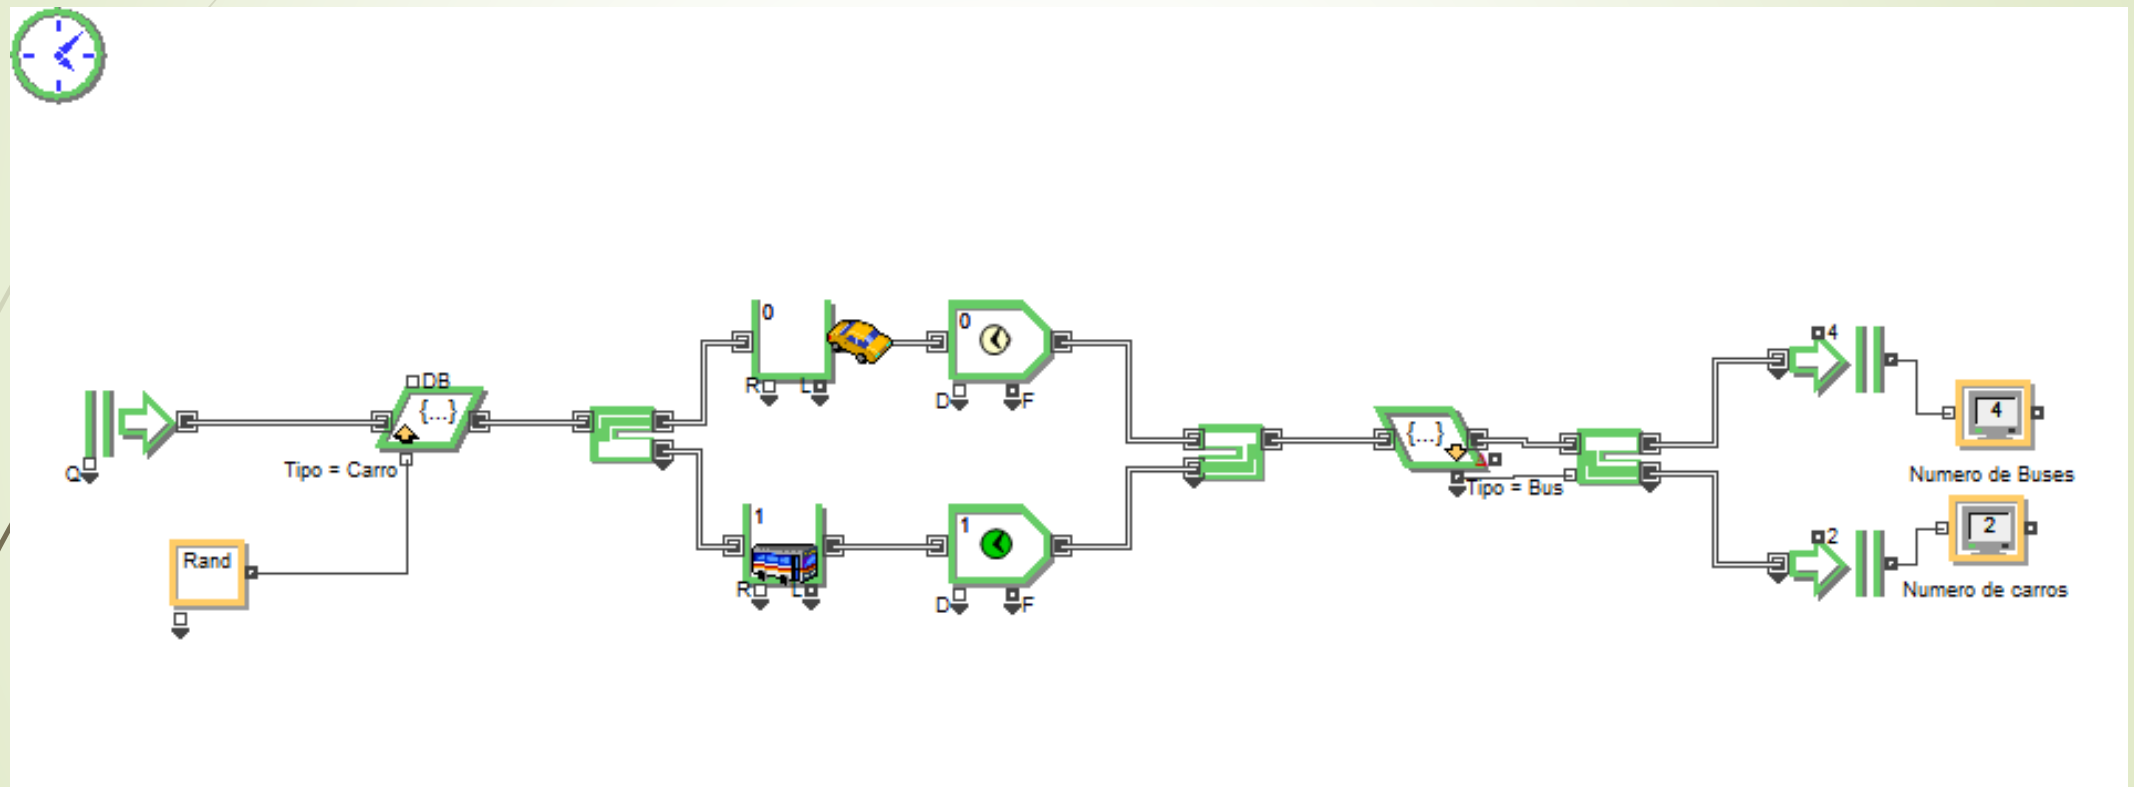 0
0
4
DB
{...}
R
L
D
F
4
{...}
Q
Tipo = Carro
Numero de Buses
Tipo = Bus
1
1
2
2
Rand
R
L
D
F
Numero de carros